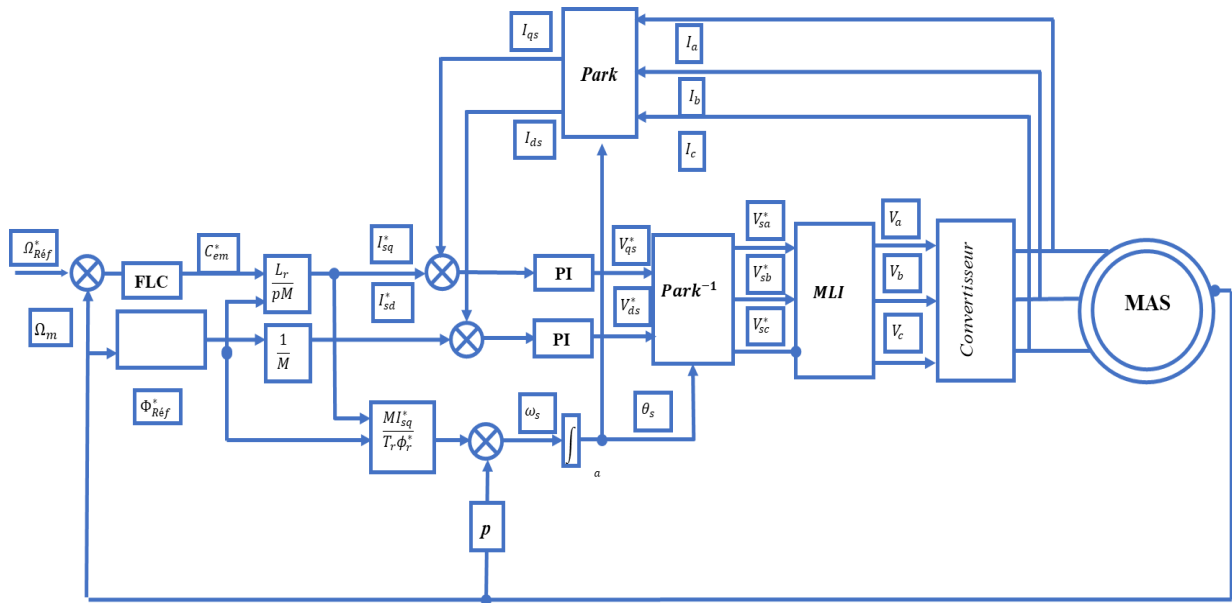 I_qs
Park
I_a
I_b
I_ds
I_c
Ω*_Réf
C*_em
I*_sq
V*_qs
V*_sa
V_a
FLC
L_r
pM
PI
Park⁻¹
V*_sb
MLI
V_b
Convertisseur
MAS
I*_sd
V*_ds
Ω_m
1
M
PI
V*_sc
V_c
Φ*_Réf
MI*_sq
T_r ϕ*_r
ω_s
∫
θ_s
a
p